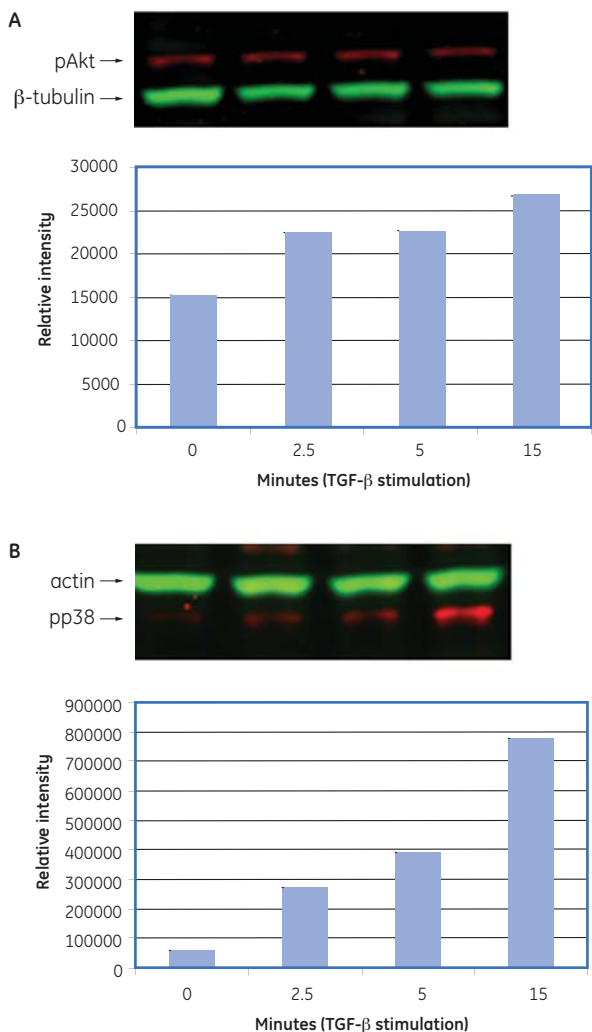 A
pAkt
β-tubulin
30000
25000
20000
15000
10000
5000
0
Relative intensity
0 2.5 5 15
Minutes (TGF-β stimulation)
B
actin
pp38
900000
800000
700000
600000
500000
400000
300000
200000
100000
0
Relative intensity
0 2.5 5 15
Minutes (TGF-β stimulation)